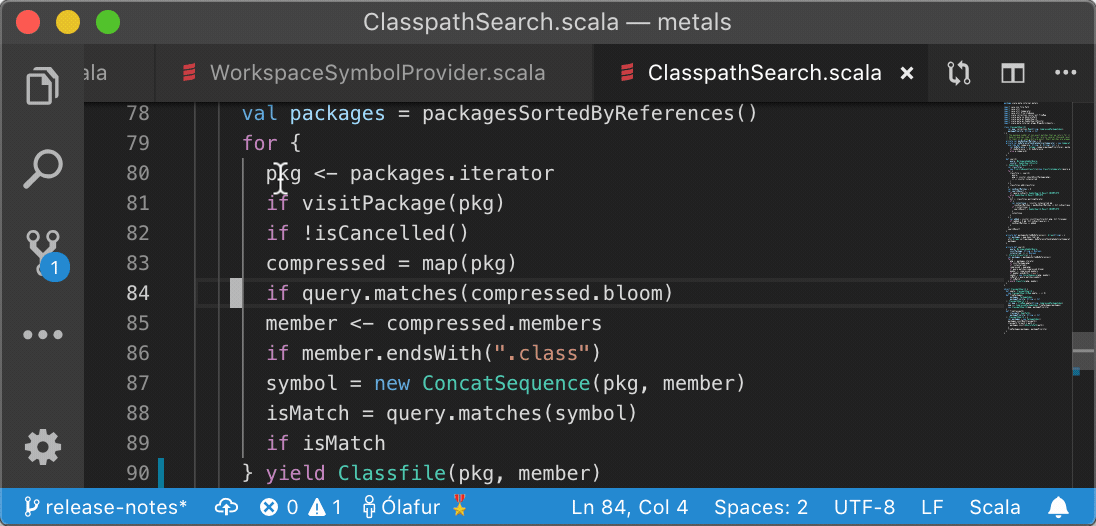 ClasspathSearch.scala — metals
ala WorkspaceSymbolProvider.scala ClasspathSearch.scala
78 val packages = packagesSortedByReferences()
79 for {
80 pkg <- packages.iterator
81 if visitPackage(pkg)
82 if !isCancelled()
83 compressed = map(pkg)
84 if query.matches(compressed.bloom)
85 member <- compressed.members
86 if member.endsWith(".class")
87 symbol = new ConcatSequence(pkg, member)
88 isMatch = query.matches(symbol)
89 if isMatch
90 } yield Classfile(pkg, member)
1
release-notes* 0 1 Ólafur Ln 84, Col 4 Spaces: 2 UTF-8 LF Scala